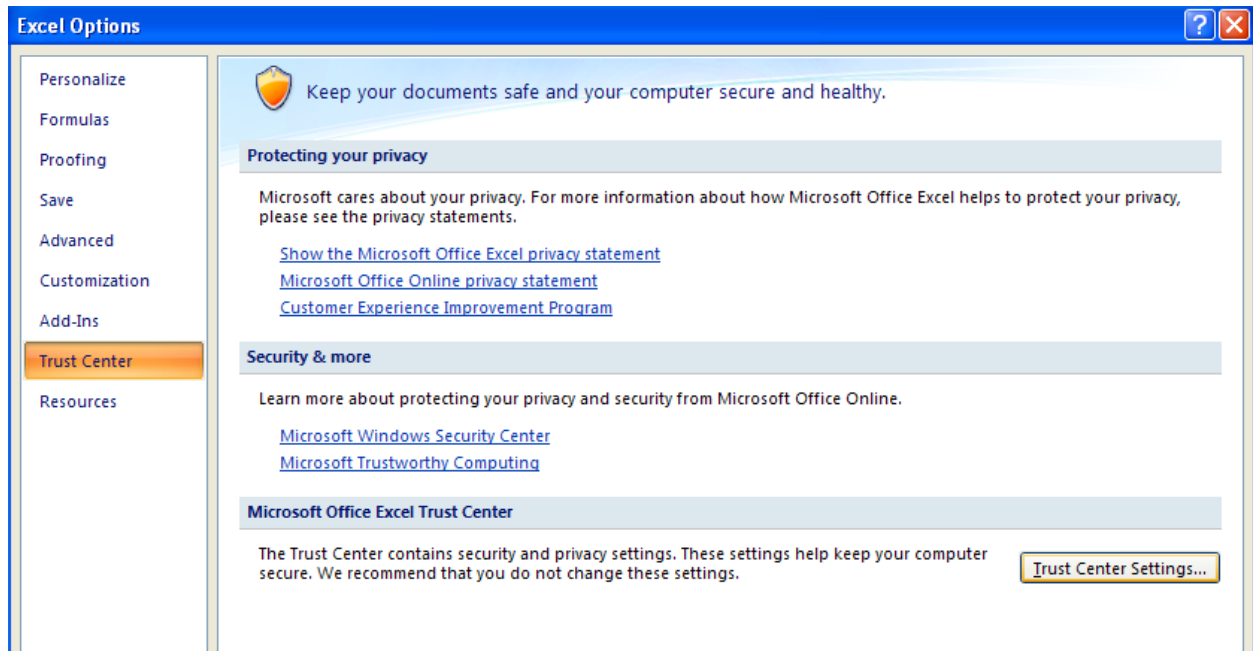 Excel Options
?
Personalize
Formulas
Proofing
Save
Advanced
Customization
Add-Ins
Trust Center
Resources
Keep your documents safe and your computer secure and healthy.
Protecting your privacy
Microsoft cares about your privacy. For more information about how Microsoft Office Excel helps to protect your privacy,
please see the privacy statements.
Show the Microsoft Office Excel privacy statement
Microsoft Office Online privacy statement
Customer Experience Improvement Program
Security & more
Learn more about protecting your privacy and security from Microsoft Office Online.
Microsoft Windows Security Center
Microsoft Trustworthy Computing
Microsoft Office Excel Trust Center
The Trust Center contains security and privacy settings. These settings help keep your computer
secure. We recommend that you do not change these settings.
Trust Center Settings...